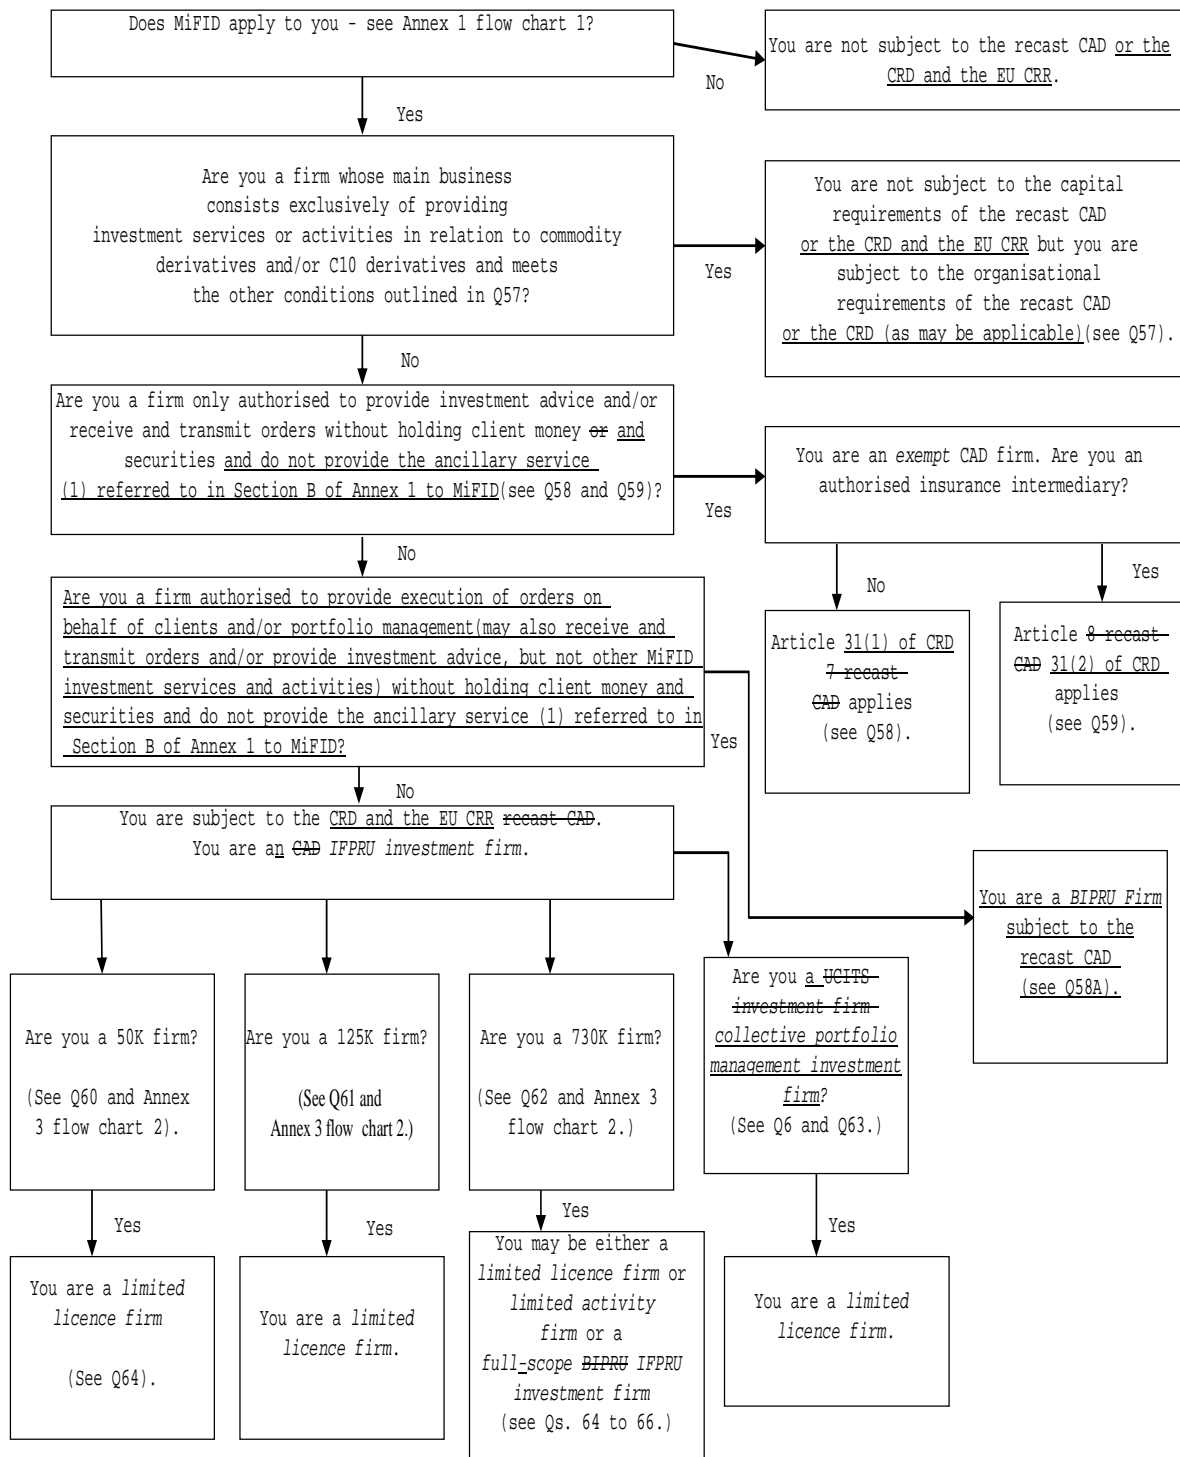 Does MiFID apply to you - see Annex 1 flow chart 1?
You are not subject to the recast CAD or the
CRD and the EU CRR.
No
Yes
Are you a firm whose main business
consists exclusively of providing
investment services or activities in relation to commodity
derivatives and/or C10 derivatives and meets
the other conditions outlined in Q57?
Yes
You are not subject to the capital
requirements of the recast CAD
or the CRD and the EU CRR but you are
subject to the organisational
requirements of the recast CAD
or the CRD (as may be applicable)(see Q57).
No
Are you a firm only authorised to provide investment advice and/or
receive and transmit orders without holding client money or and
securities and do not provide the ancillary service
(1) referred to in Section B of Annex 1 to MiFID(see Q58 and Q59)?
Yes
You are an exempt CAD firm. Are you an
authorised insurance intermediary?
No
No
Yes
Are you a firm authorised to provide execution of orders on
behalf of clients and/or portfolio management(may also receive and
transmit orders and/or provide investment advice, but not other MiFID
investment services and activities) without holding client money and
securities and do not provide the ancillary service (1) referred to in
Section B of Annex 1 to MiFID?
Yes
Article 31(1) of CRD
7 recast
CAD applies
(see Q58).
Article 8 recast
CAD 31(2) of CRD
applies
(see Q59).
No
You are subject to the CRD and the EU CRR recast CAD.
You are an CAD IFPRU investment firm.
You are a BIPRU Firm
subject to the
recast CAD
(see Q58A).
Are you a 50K firm?
(See Q60 and Annex
3 flow chart 2).
Are you a 125K firm?
(See Q61 and
Annex 3 flow chart 2.)
Are you a 730K firm?
(See Q62 and Annex 3
flow chart 2.)
Are you a UCITS
investment firm
collective portfolio
management investment
firm?
(See Q6 and Q63.)
Yes
Yes
Yes
Yes
You are a limited
licence firm
(See Q64).
You are a limited
licence firm.
You may be either a
limited licence firm or
limited activity
firm or a
full-scope BIPRU IFPRU
investment firm
(see Qs. 64 to 66.)
You are a limited
licence firm.